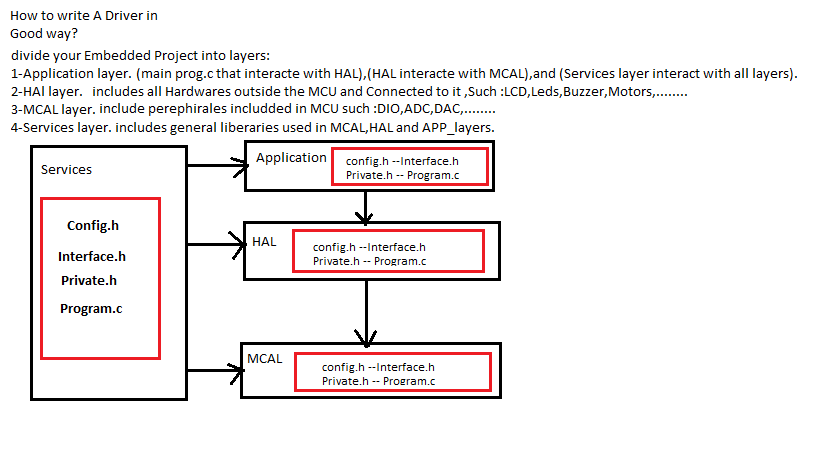 How to write A Driver in
Good way?
divide your Embedded Project into layers:
1-Application layer. (main prog.c that interacte with HAL),(HAL interacte with MCAL),and (Services layer interact with all layers).
2-HAl layer. includes all Hardwares outside the MCU and Connected to it ,Such :LCD,Leds,Buzzer,Motors,........
3-MCAL layer. include perephirales includded in MCU such :DIO,ADC,DAC,........
4-Services layer. includes general liberaries used in MCAL,HAL and APP_layers.
Services
Config.h
Interface.h
Private.h
Program.c
Application
config.h --Interface.h
Private.h -- Program.c
HAL
config.h --Interface.h
Private.h -- Program.c
MCAL
config.h --Interface.h
Private.h -- Program.c